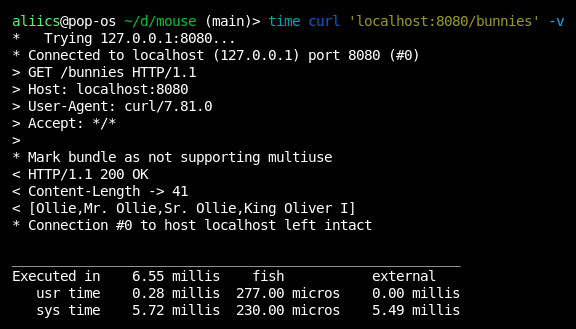 aliics@pop-os ~/d/mouse (main)> time curl 'localhost:8080/bunnies' -v
*   Trying 127.0.0.1:8080...
* Connected to localhost (127.0.0.1) port 8080 (#0)
> GET /bunnies HTTP/1.1
> Host: localhost:8080
> User-Agent: curl/7.81.0
> Accept: */*
>
* Mark bundle as not supporting multiuse
< HTTP/1.1 200 OK
< Content-Length -> 41
< [Ollie,Mr. Ollie,Sr. Ollie,King Oliver I]
* Connection #0 to host localhost left intact
________________________________________________________
Executed in    6.55 millis    fish           external
   usr time    0.28 millis  277.00 micros    0.00 millis
   sys time    5.72 millis  230.00 micros    5.49 millis